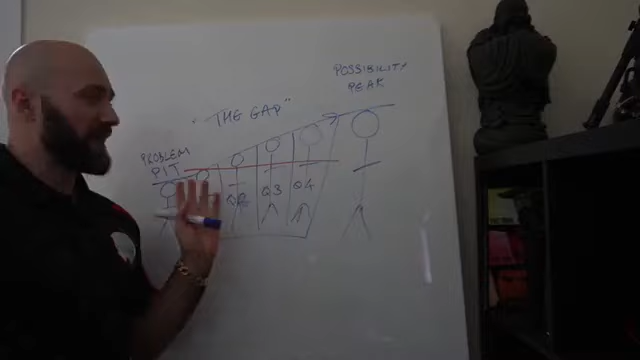 POSSIBILITY
PEAK
"THE GAP"
PROBLEM
PIT
Q2 Q3 Q4